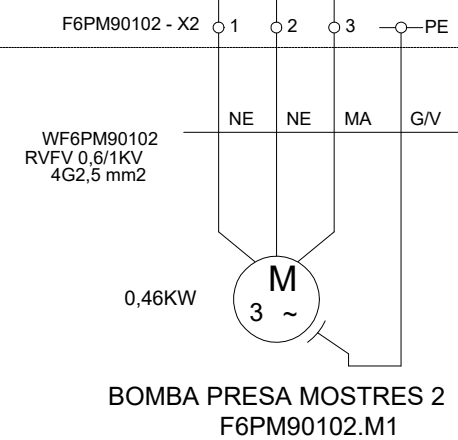 F6PM90102 - X2 1 2 3 PE
NE NE MA G/V
WF6PM90102
RVFV 0,6/1KV
4G2,5 mm2
M
3 ~
0,46KW
BOMBA PRESA MOSTRES 2
F6PM90102.M1